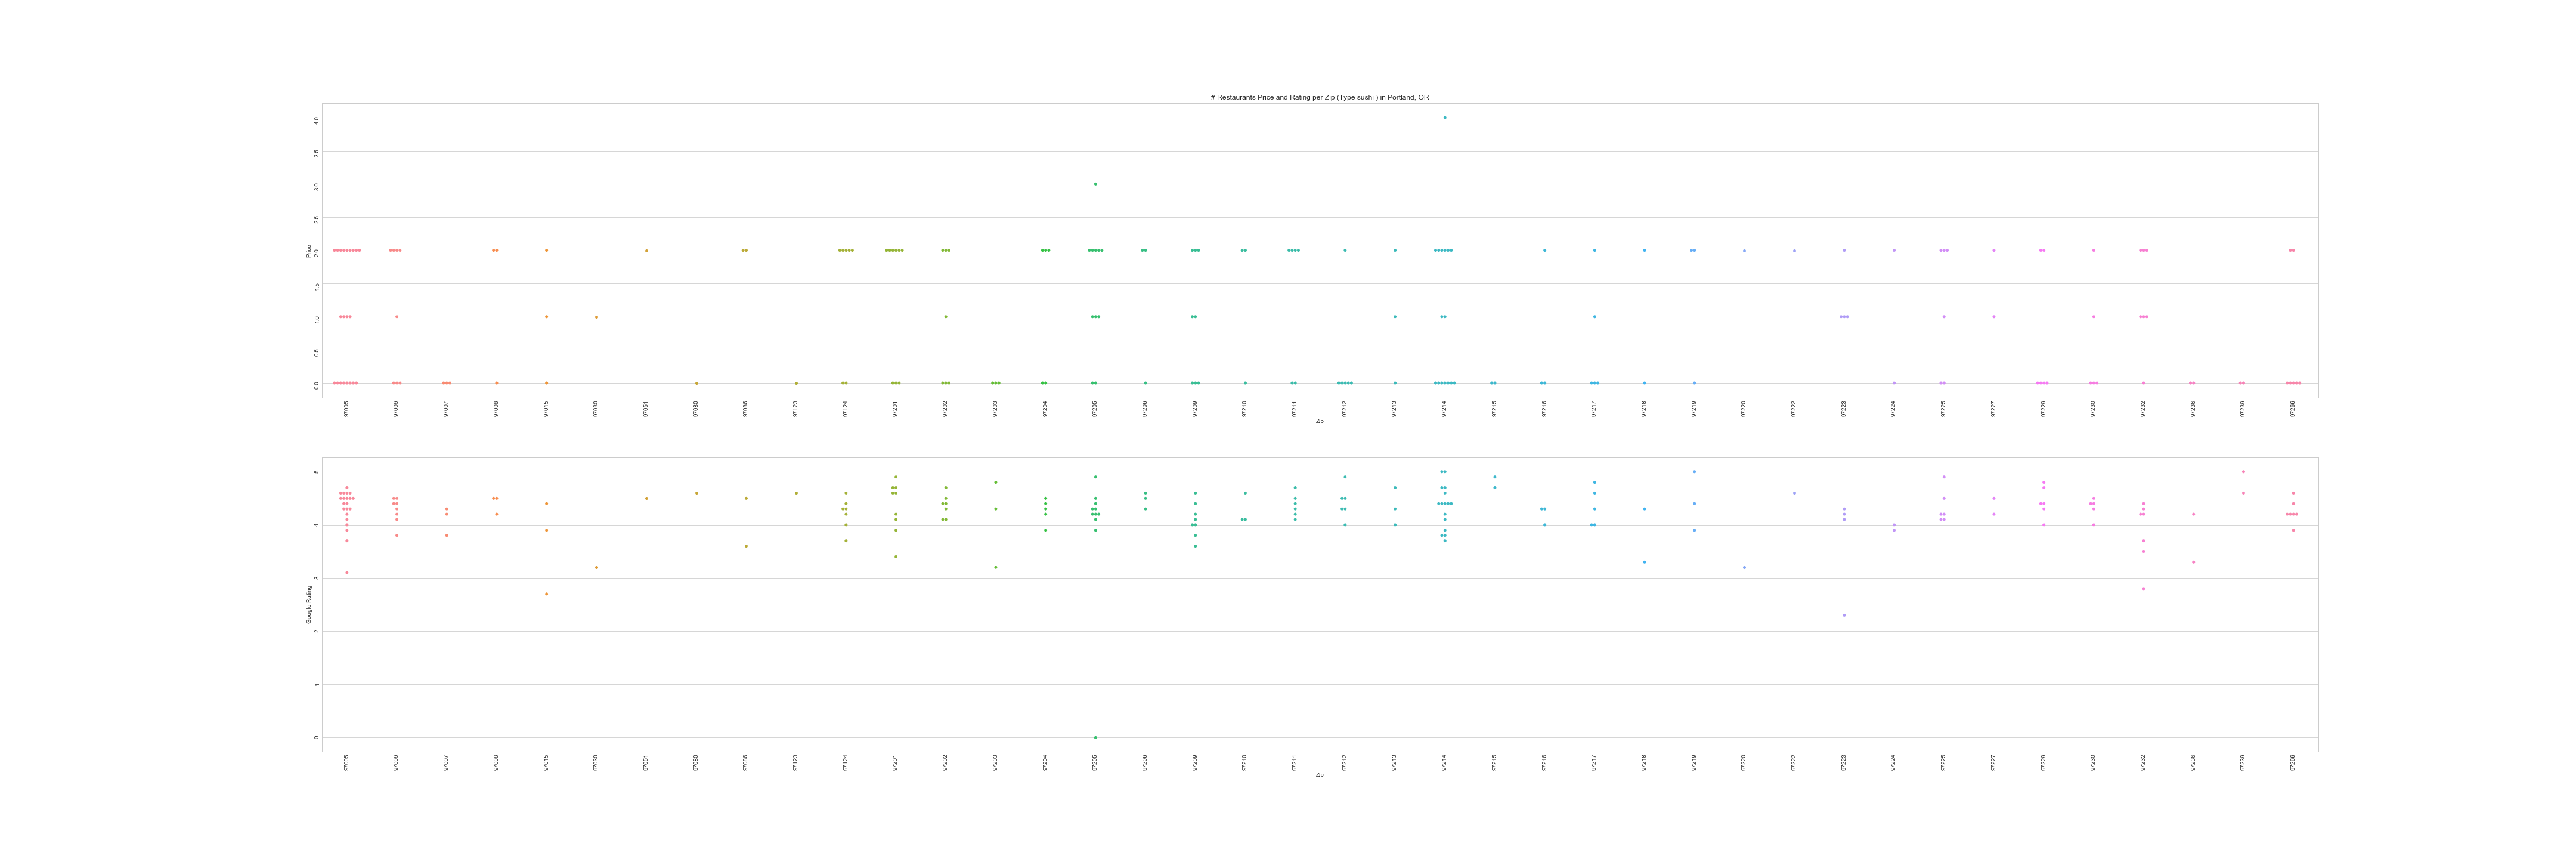 # Restaurants Price and Rating per Zip (Type sushi ) in Portland, OR
4.0
3.5
3.0
2.5
2.0
1.5
1.0
0.5
0.0
Price
97005 97006 97007 97008 97015 97030 97051 97080 97086 97123 97124 97201 97202 97203 97204 97205 97206 97209 97210 97211 97212 97213 97214 97215 97216 97217 97218 97219 97220 97222 97223 97224 97225 97227 97229 97230 97232 97236 97239 97266
Zip
5
4
3
2
1
0
Google Rating
97005 97006 97007 97008 97015 97030 97051 97080 97086 97123 97124 97201 97202 97203 97204 97205 97206 97209 97210 97211 97212 97213 97214 97215 97216 97217 97218 97219 97220 97222 97223 97224 97225 97227 97229 97230 97232 97236 97239 97266
Zip